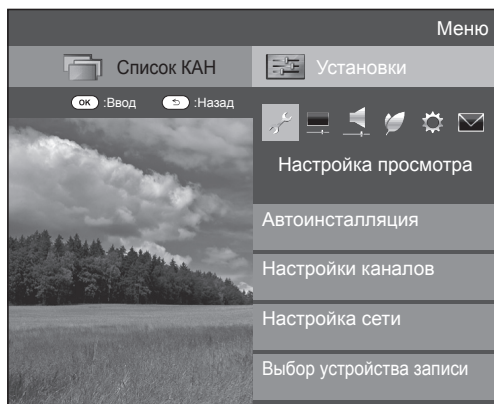 Меню
Список КАН Установки
OK :Ввод :Назад
Настройка просмотра
Автоинсталляция
Настройки каналов
Настройка сети
Выбор устройства записи